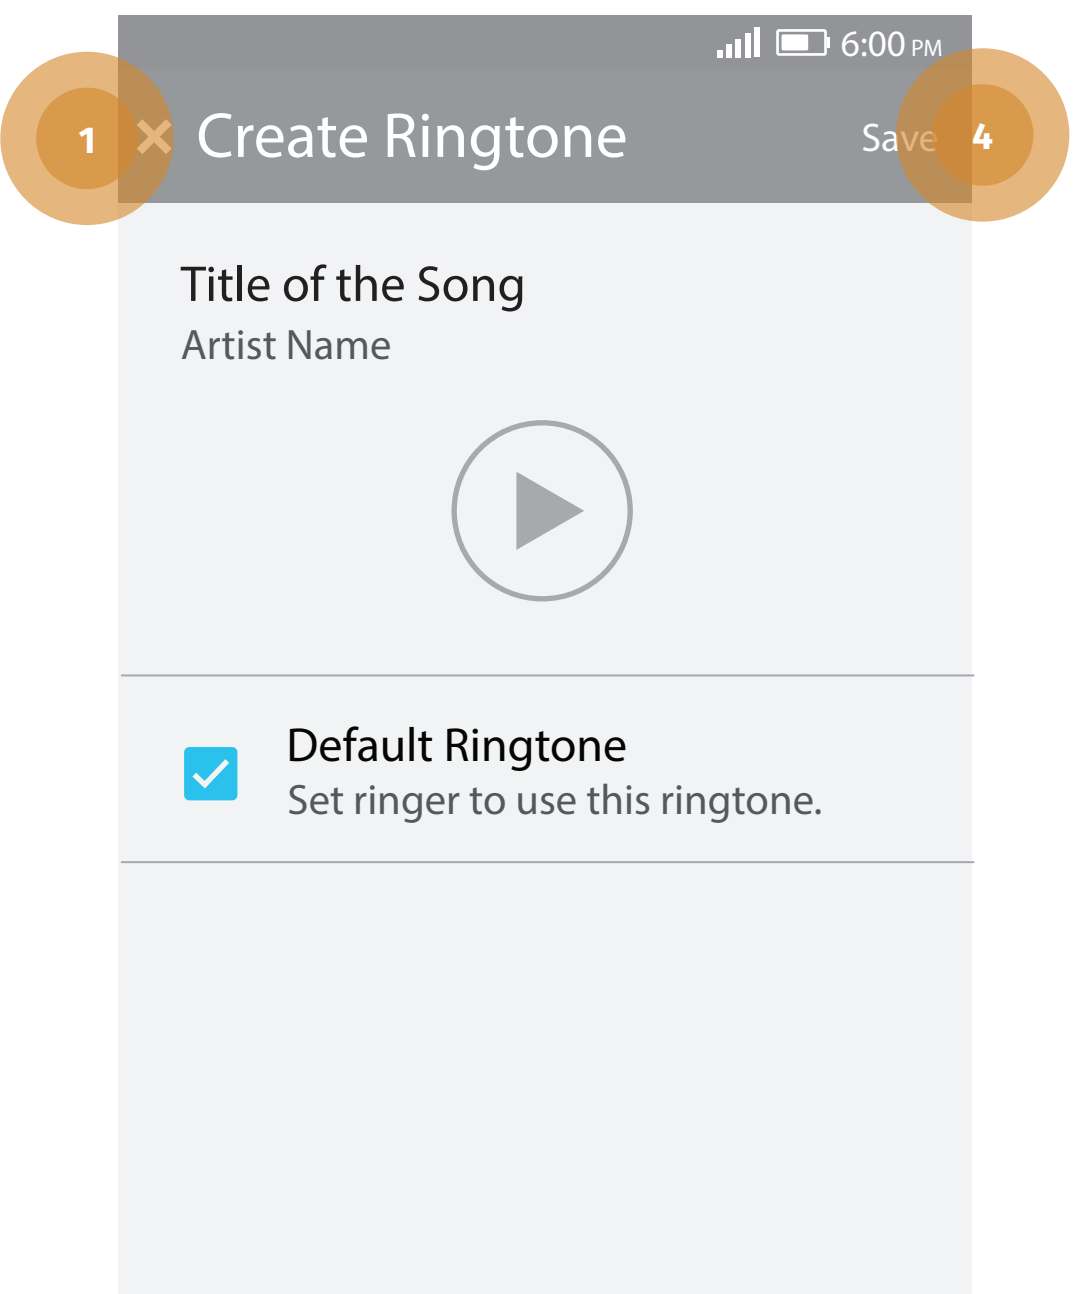 6:00 PM
1 Create Ringtone Save 4
Title of the Song
Artist Name
Default Ringtone
Set ringer to use this ringtone.